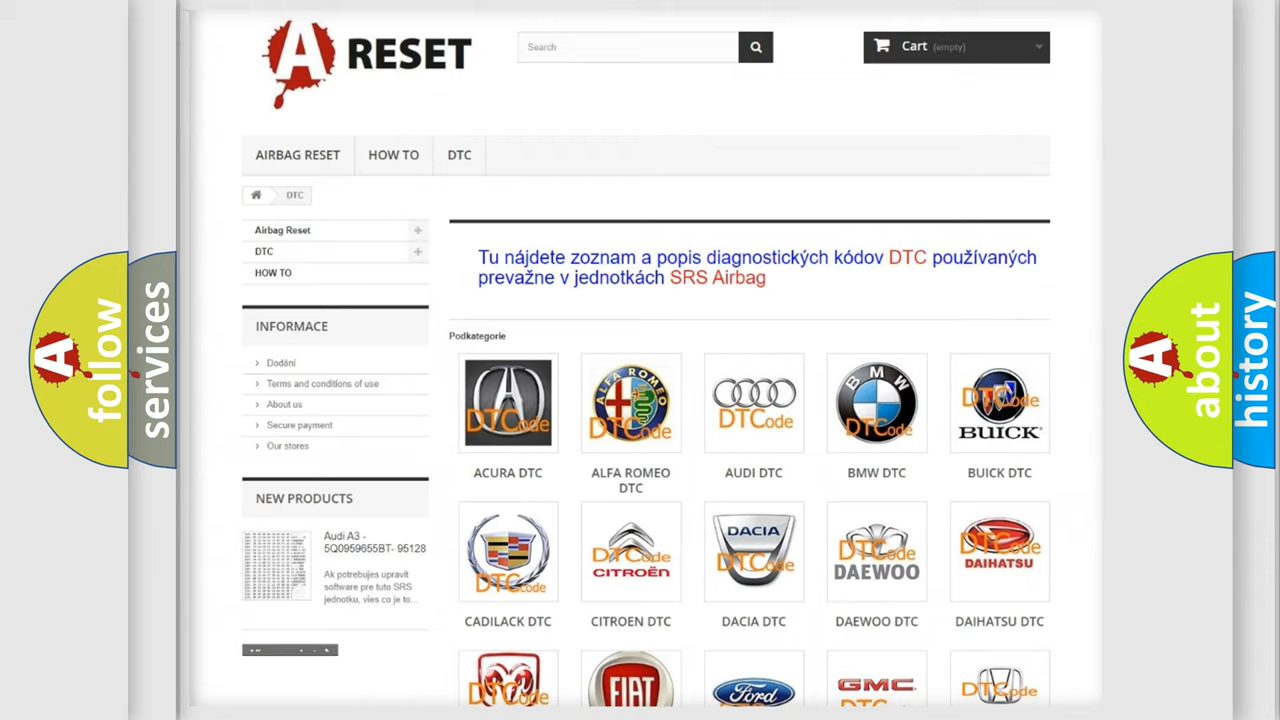 A RESET
Search
Cart (empty)
AIRBAG RESET
HOW TO
DTC
DTC
Airbag Reset
DTC
HOW TO
Tu nájdete zoznam a popis diagnostických kódov DTC používaných
prevažne v jednotkách SRS Airbag
INFORMACE
Dodání
Terms and conditions of use
About us
Secure payment
Our stores
Podkategorie
DTCode
ALFA ROMEO
DTCode
DTCode
BMW
DTCode
DTCode
BUICK
ACURA DTC
ALFA ROMEO
DTC
AUDI DTC
BMW DTC
BUICK DTC
NEW PRODUCTS
Audi A3 -
5Q0959655BT- 95128
Ak potrebujes upravit
software pre tuto SRS
jednotku, vies co je to...
DTCode
DTCode
CITROËN
DACIA
DTCode
DTCode
DAEWOO
DTCode
DAIHATSU
CADILACK DTC
CITROEN DTC
DACIA DTC
DAEWOO DTC
DAIHATSU DTC
DTCode
FIAT
Ford
GMC
DTCode
A follow
services
A about
history